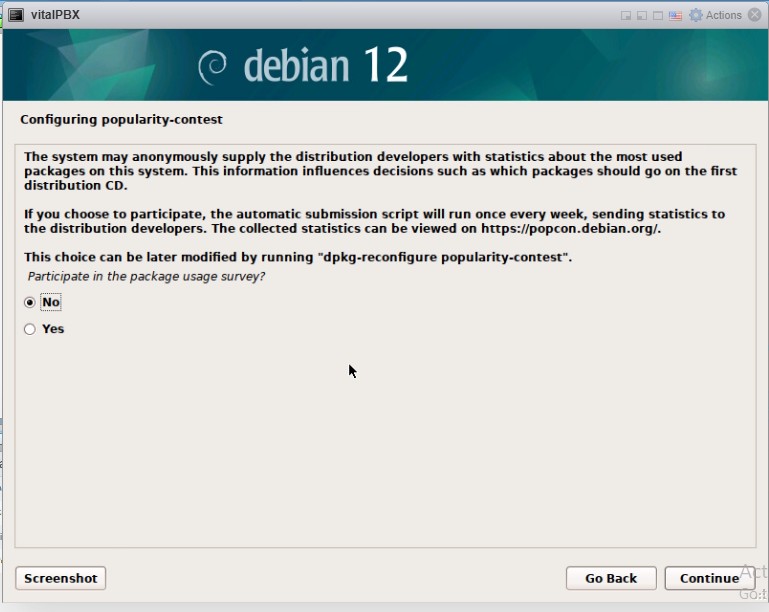 vitalPBX
Actions
debian 12
Configuring popularity-contest
The system may anonymously supply the distribution developers with statistics about the most used
packages on this system. This information influences decisions such as which packages should go on the first
distribution CD.
If you choose to participate, the automatic submission script will run once every week, sending statistics to
the distribution developers. The collected statistics can be viewed on https://popcon.debian.org/.
This choice can be later modified by running "dpkg-reconfigure popularity-contest".
Participate in the package usage survey?
No
Yes
Screenshot
Go Back
Continue